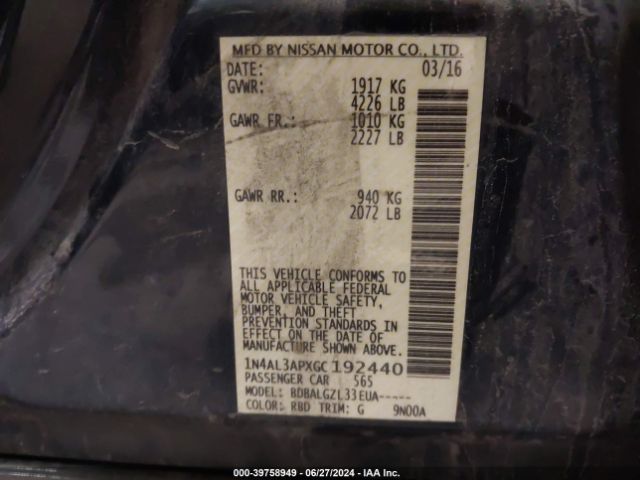 MFD BY NISSAN MOTOR CO., LTD.
DATE: 03/16
GVWR: 1917 KG
4226 LB
GAWR FR.: 1010 KG
2227 LB
GAWR RR.: 940 KG
2072 LB
THIS VEHICLE CONFORMS TO
ALL APPLICABLE FEDERAL
MOTOR VEHICLE SAFETY,
BUMPER, AND THEFT
PREVENTION STANDARDS IN
EFFECT ON THE DATE OF
MANUFACTURE SHOWN ABOVE.
1N4AL3APXGC192440
PASSENGER CAR 565
MODEL: BDBALGZL33EUA-----
COLOR: RBD TRIM: G 9N00A
000-39758949 | 06/27/2024 | IAA Inc.